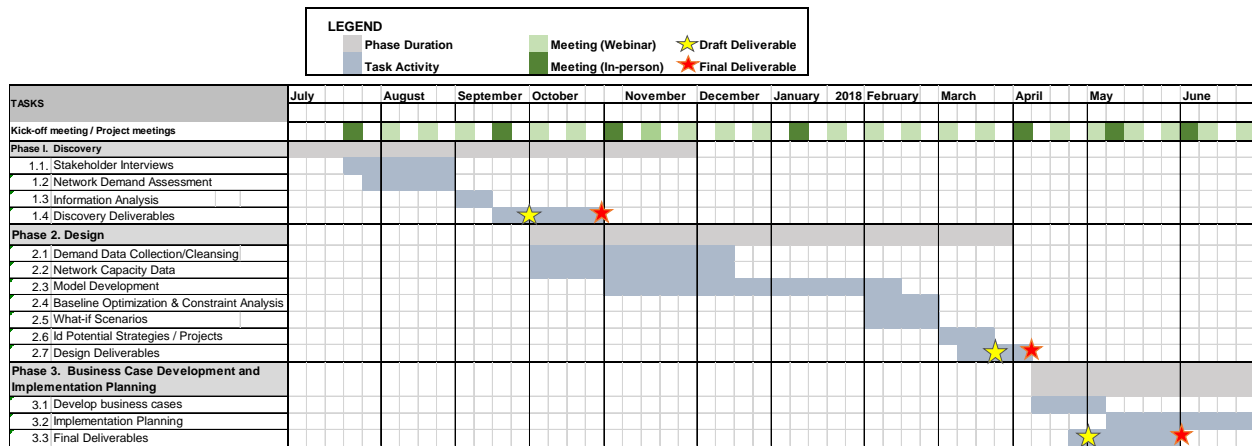 LEGEND
Phase Duration Meeting (Webinar) Draft Deliverable
Task Activity Meeting (In-person) Final Deliverable
TASKS July August September October November December January 2018 February March April May June
Kick-off meeting / Project meetings
Phase I. Discovery
1.1. Stakeholder Interviews
1.2 Network Demand Assessment
1.3 Information Analysis
1.4 Discovery Deliverables
Phase 2. Design
2.1 Demand Data Collection/Cleansing
2.2 Network Capacity Data
2.3 Model Development
2.4 Baseline Optimization & Constraint Analysis
2.5 What-if Scenarios
2.6 Id Potential Strategies / Projects
2.7 Design Deliverables
Phase 3. Business Case Development and
Implementation Planning
3.1 Develop business cases
3.2 Implementation Planning
3.3 Final Deliverables